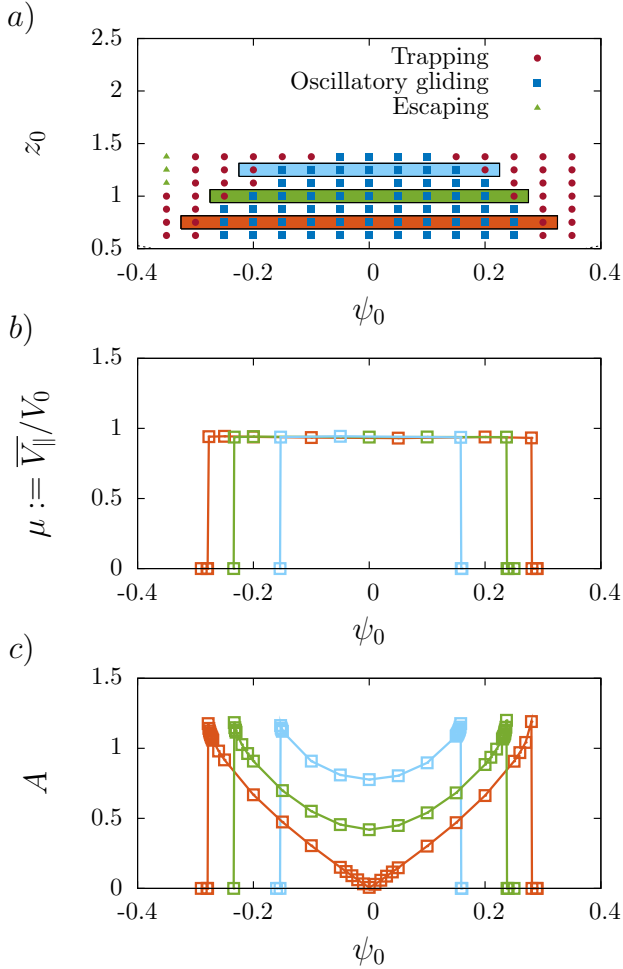 a)
2.5
2
1.5
1
0.5
z₀
Trapping
Oscillatory gliding
Escaping
-0.4 -0.2 0 0.2 0.4
ψ₀
b)
1.5
1
0.5
0
μ := V̅∥/V₀
-0.4 -0.2 0 0.2 0.4
ψ₀
c)
1.5
1
0.5
0
A
-0.4 -0.2 0 0.2 0.4
ψ₀